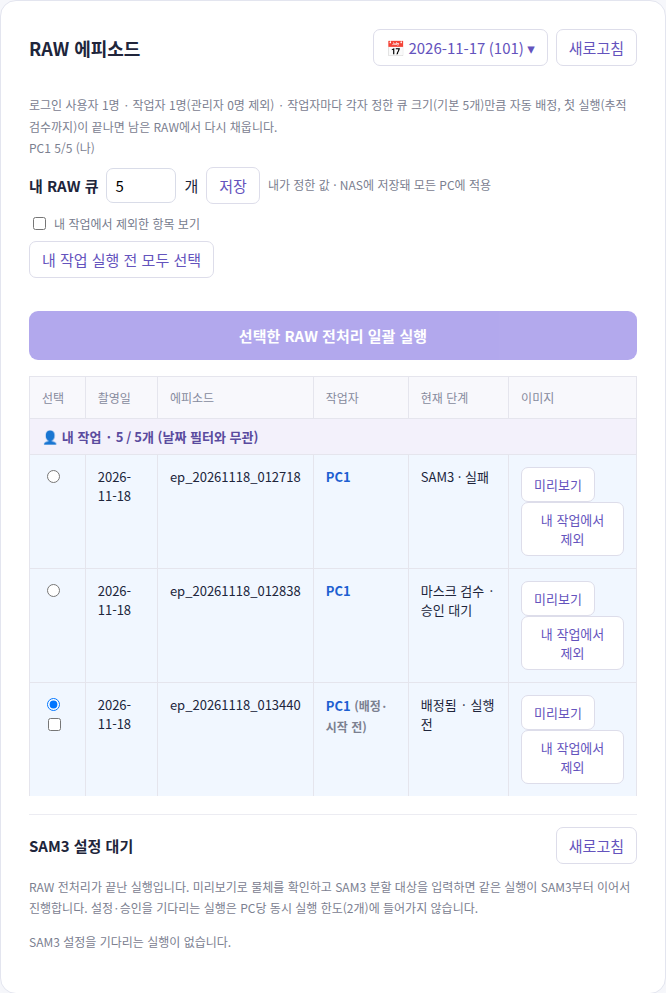 RAW 에피소드
📅 2026-11-17 (101) ▾
새로고침
로그인 사용자 1명 · 작업자 1명(관리자 0명 제외) · 작업자마다 각자 정한 큐 크기(기본 5개)만큼 자동 배정, 첫 실행(추적
검수까지)이 끝나면 남은 RAW에서 다시 채웁니다.
PC1 5/5 (나)
내 RAW 큐 5 개 저장 내가 정한 값 · NAS에 저장돼 모든 PC에 적용
내 작업에서 제외한 항목 보기
내 작업 실행 전 모두 선택
선택한 RAW 전처리 일괄 실행
선택 촬영일 에피소드 작업자 현재 단계 이미지
👤 내 작업 · 5 / 5개 (날짜 필터와 무관)
2026-
11-18
ep_20261118_012718
PC1
SAM3 · 실패
미리보기
내 작업에서
제외
2026-
11-18
ep_20261118_012838
PC1
마스크 검수 ·
승인 대기
미리보기
내 작업에서
제외
2026-
11-18
ep_20261118_013440
PC1 (배정·
시작 전)
배정됨 · 실행
전
미리보기
내 작업에서
제외
SAM3 설정 대기
새로고침
RAW 전처리가 끝난 실행입니다. 미리보기로 물체를 확인하고 SAM3 분할 대상을 입력하면 같은 실행이 SAM3부터 이어서
진행합니다. 설정·승인을 기다리는 실행은 PC당 동시 실행 한도(2개)에 들어가지 않습니다.
SAM3 설정을 기다리는 실행이 없습니다.